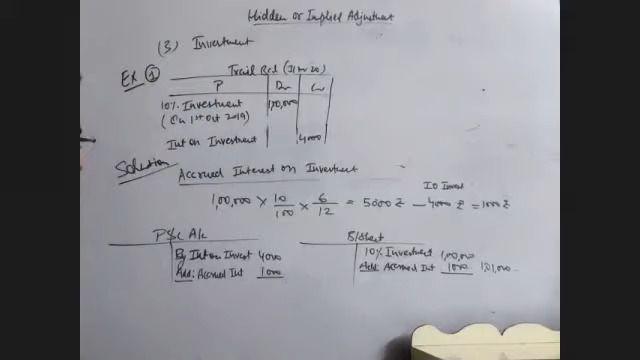 Hidden or Implied Adjustment
(3) Investment
Ex ①
Trail Bal (31 Mar 20)
P Dr Cr
10% Investment 1,00,000
(On 1st Oct 2019)
Int on Investment 4000
Solution
Accrued Interest on Investment
IO Invest
1,00,000 × 10/100 × 6/12 = 5000 ₹ – 4000 ₹ = 1000 ₹
P&L A/c
By Int on Invest 4000
Add: Accrued Int 1000
B/Sheet
10% Investment 1,00,000
Add: Accrued Int 1000 1,01,000